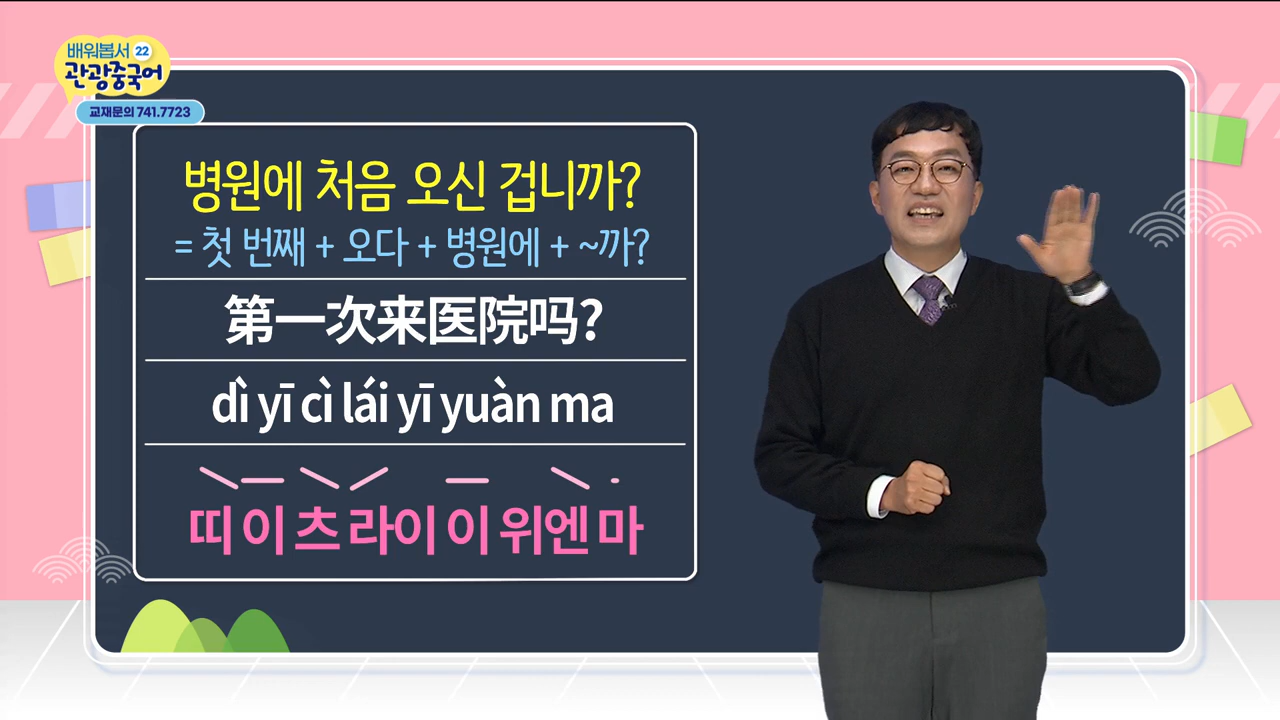 배워봅서 22
관광중국어
교재문의 741.7723
병원에 처음 오신 겁니까?
= 첫 번째 + 오다 + 병원에 + ~까?
第一次来医院吗?
dì yī cì lái yī yuàn ma
띠 이 츠 라이 이 위엔 마